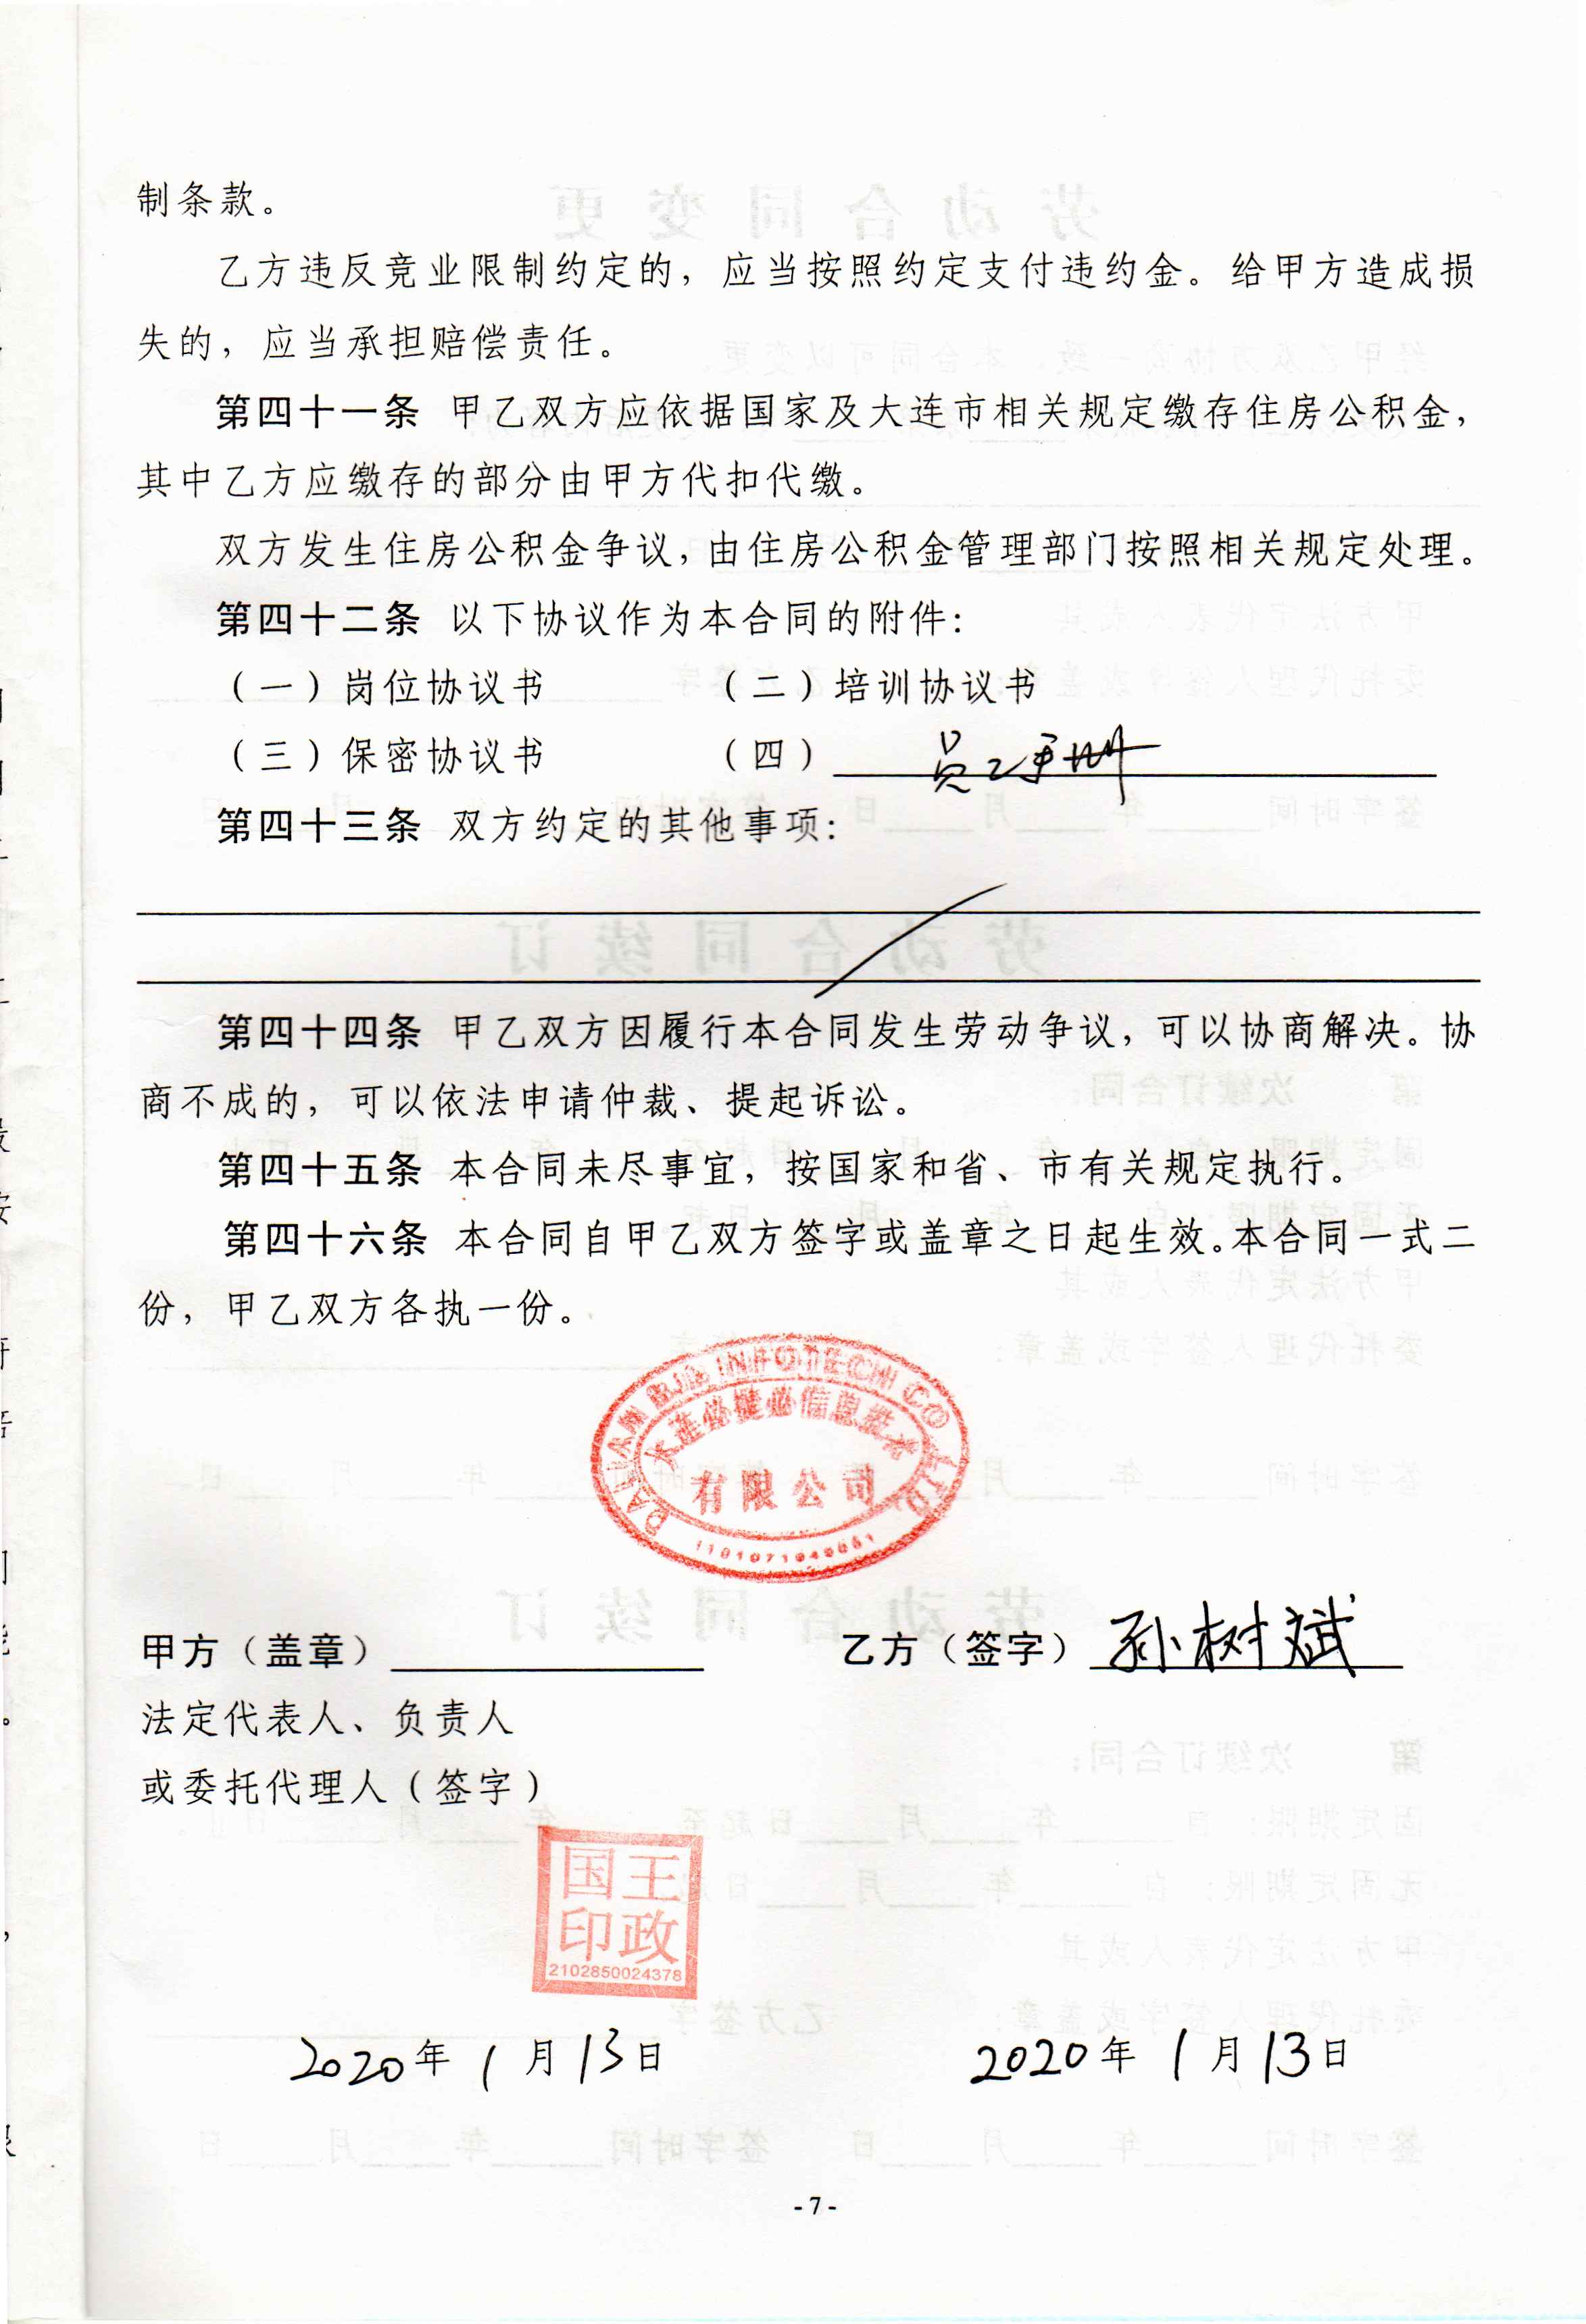 制条款。
乙方违反竞业限制约定的，应当按照约定支付违约金。给甲方造成损
失的，应当承担赔偿责任。
第四十一条 甲乙双方应依据国家及大连市相关规定缴存住房公积金，
其中乙方应缴存的部分由甲方代扣代缴。
双方发生住房公积金争议，由住房公积金管理部门按照相关规定处理。
第四十二条 以下协议作为本合同的附件：
（一）岗位协议书 （二）培训协议书
（三）保密协议书 （四）员工手册
第四十三条 双方约定的其他事项：
第四十四条 甲乙双方因履行本合同发生劳动争议，可以协商解决。协
商不成的，可以依法申请仲裁、提起诉讼。
第四十五条 本合同未尽事宜，按国家和省、市有关规定执行。
第四十六条 本合同自甲乙双方签字或盖章之日起生效。本合同一式二
份，甲乙双方各执一份。
INFOTECH CO LTD.
大连必捷必信息技术
有限公司
甲方（盖章） 乙方（签字）孙树斌
法定代表人、负责人
或委托代理人（签字）
国王
印政
2102850024378
2020年1月13日 2020年1月13日
- 7 -